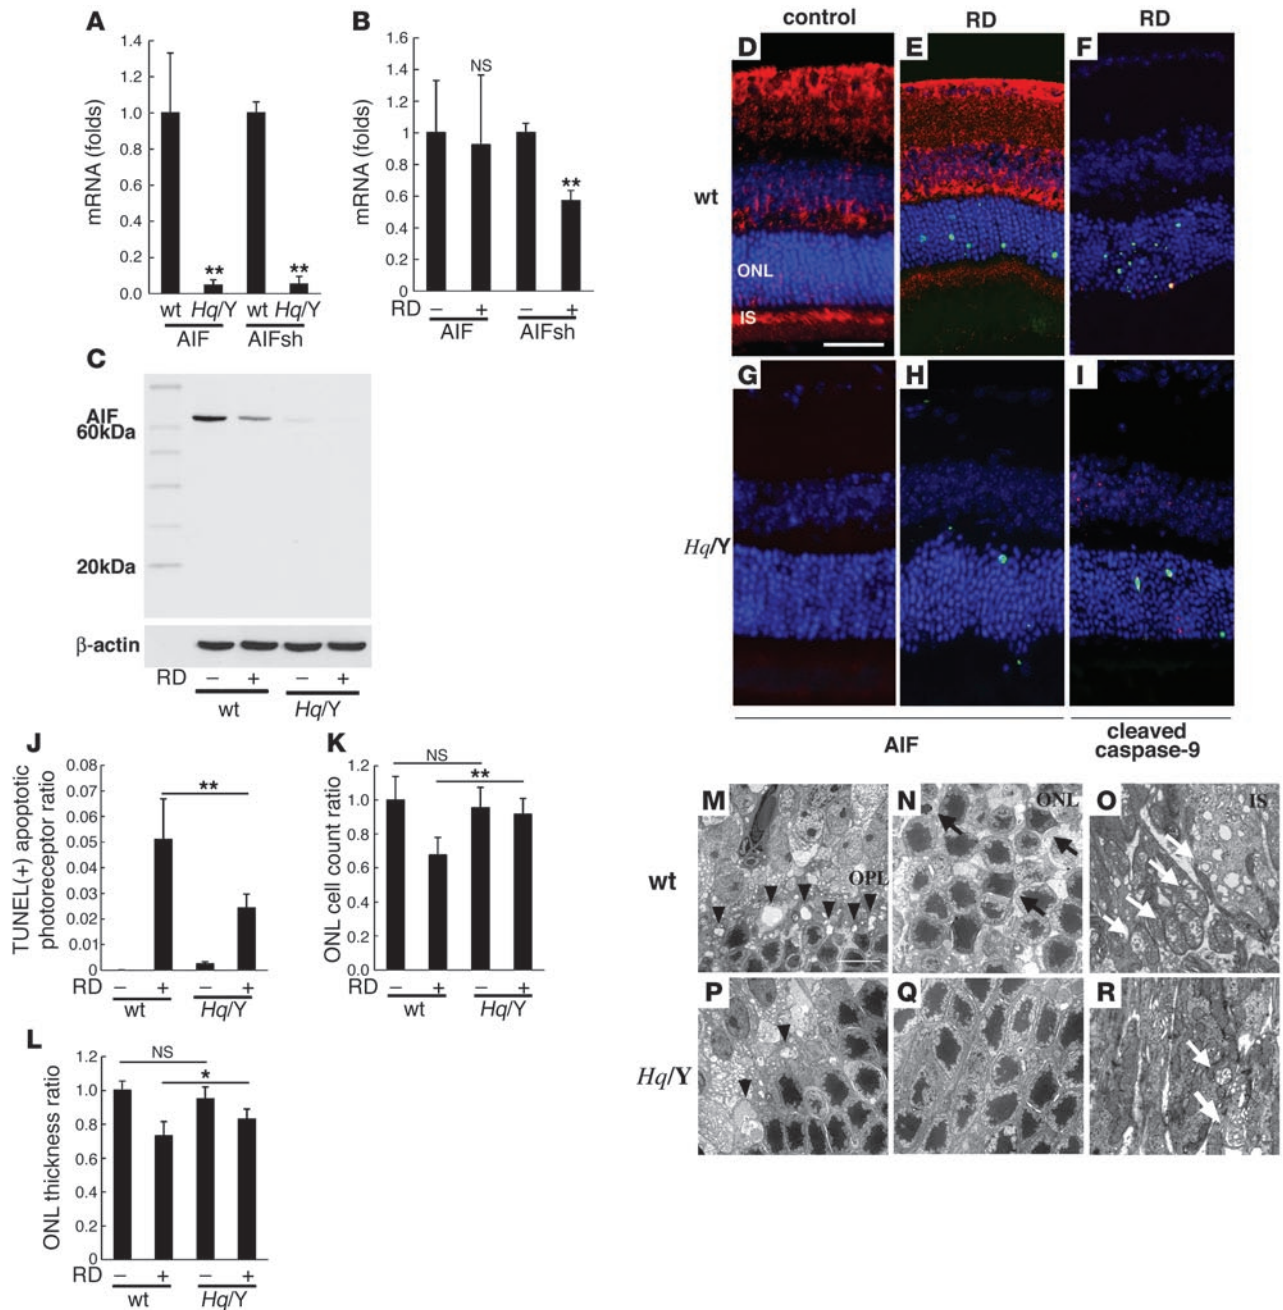 A
mRNA (folds)
1.4
1.2
1.0
0.8
0.6
0.4
0.2
0.0
**
**
wt Hq/Y wt Hq/Y
AIF AIFsh
B
mRNA (folds)
1.6
1.4
1.2
1
0.8
0.6
0.4
0.2
0
NS
**
RD – + – +
AIF AIFsh
C
AIF
60kDa
20kDa
β-actin
RD – + – +
wt Hq/Y
control RD RD
wt
D
ONL
IS
E
F
Hq/Y
G
H
I
AIF
cleaved
caspase-9
J
TUNEL(+) apoptotic
photoreceptor ratio
0.08
0.07
0.06
0.05
0.04
0.03
0.02
0.01
0
**
RD – + – +
wt Hq/Y
K
ONL cell count ratio
1.2
1.0
0.8
0.6
0.4
0.2
0.0
NS
**
RD – + – +
wt Hq/Y
L
ONL thickness ratio
1.2
1.0
0.8
0.6
0.4
0.2
0
NS
*
RD – + – +
wt Hq/Y
wt
M
OPL
N
ONL
O
IS
Hq/Y
P
Q
R